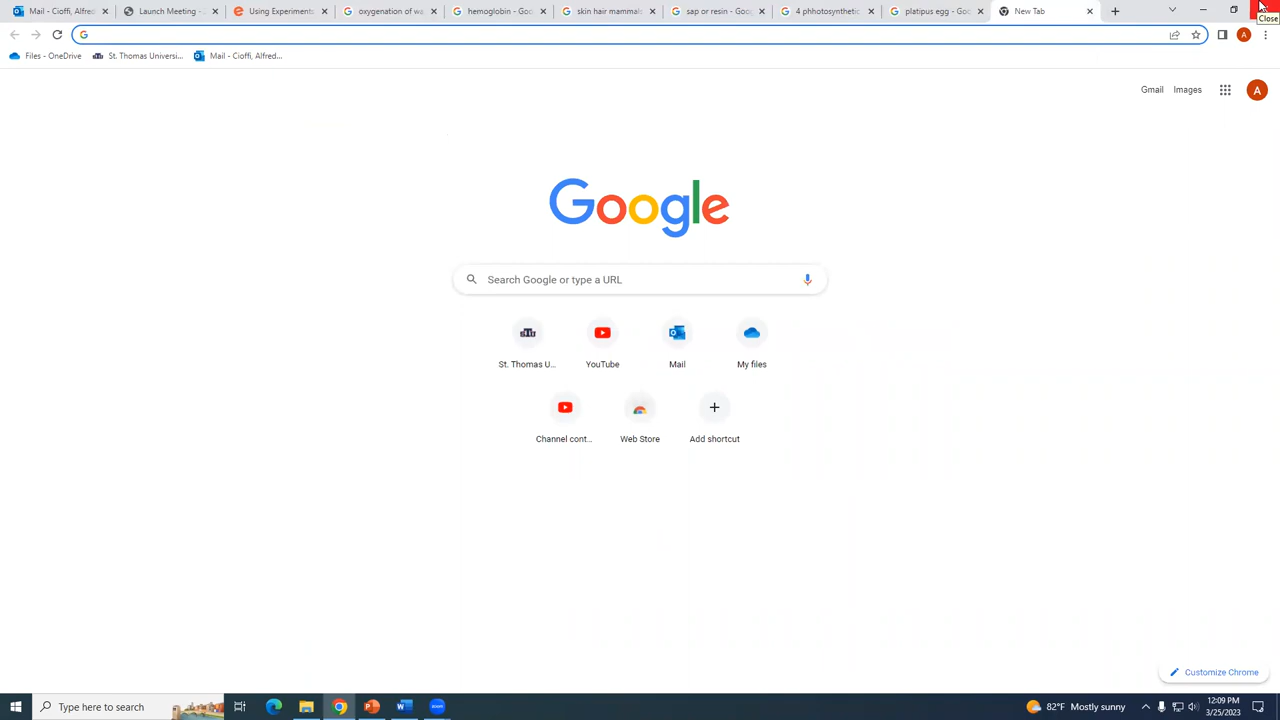 Mail - Cioffi, Alfred
Launch Meeting -
Using Experiment
oxygenation of wa
hemoglobin - Goo
skin hair mammal
sap or resin - Goo
4 phhotosynthetic
platipus egg - Goo
New Tab
Close
Files - OneDrive
St. Thomas Universi...
Mail - Cioffi, Alfred...
A
Gmail
Images
A
Google
Search Google or type a URL
St. Thomas U...
YouTube
Mail
My files
Channel cont...
Web Store
Add shortcut
Customize Chrome
Type here to search
zoom
82°F Mostly sunny
12:09 PM
3/25/2023